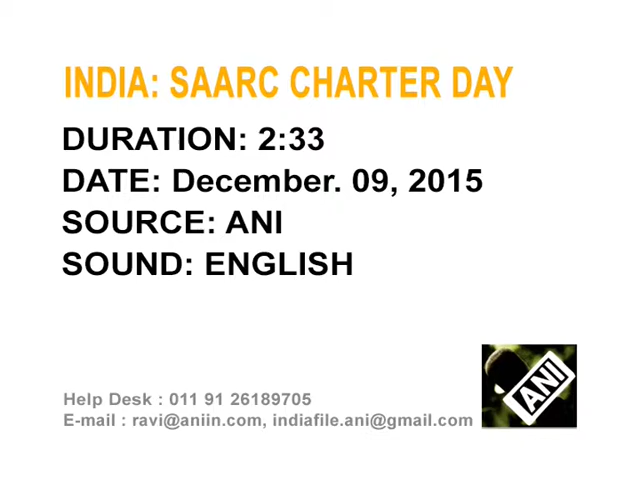 INDIA: SAARC CHARTER DAY
DURATION: 2:33
DATE: December. 09, 2015
SOURCE: ANI
SOUND: ENGLISH
Help Desk : 011 91 26189705
E-mail : ravi@aniin.com, indiafile.ani@gmail.com
ANI